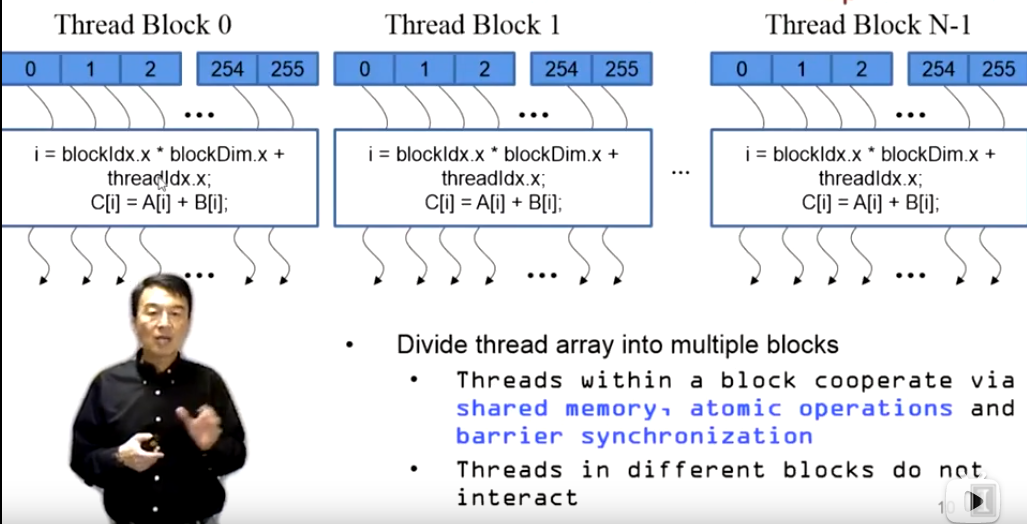 Thread Block 0
Thread Block 1
Thread Block N-1
0 1 2 254 255
0 1 2 254 255
0 1 2 254 255
...
...
...
i = blockIdx.x * blockDim.x +
threadIdx.x;
C[i] = A[i] + B[i];
i = blockIdx.x * blockDim.x +
threadIdx.x;
C[i] = A[i] + B[i];
...
i = blockIdx.x * blockDim.x +
threadIdx.x;
C[i] = A[i] + B[i];
...
...
...
• Divide thread array into multiple blocks
• Threads within a block cooperate via
shared memory, atomic operations and
barrier synchronization
• Threads in different blocks do not
interact
10